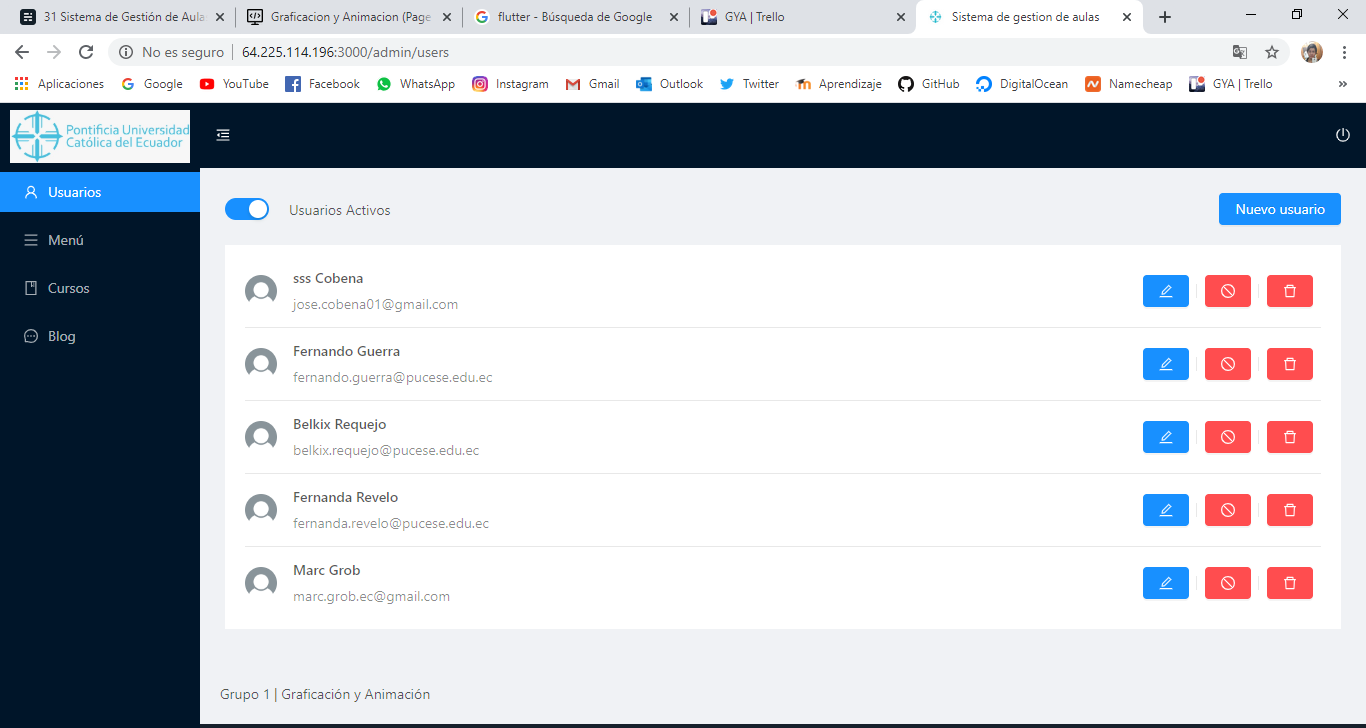 31 Sistema de Gestión de Aula
Graficacion y Animacion (Page
flutter - Búsqueda de Google
GYA | Trello
Sistema de gestion de aulas
No es seguro | 64.225.114.196:3000/admin/users
Aplicaciones
Google
YouTube
Facebook
WhatsApp
Instagram
Gmail
Outlook
Twitter
Aprendizaje
GitHub
DigitalOcean
Namecheap
GYA | Trello
»
Pontificia Universidad
Católica del Ecuador
Usuarios
Menú
Cursos
Blog
Usuarios Activos
Nuevo usuario
sss Cobena
jose.cobena01@gmail.com
Fernando Guerra
fernando.guerra@pucese.edu.ec
Belkix Requejo
belkix.requejo@pucese.edu.ec
Fernanda Revelo
fernanda.revelo@pucese.edu.ec
Marc Grob
marc.grob.ec@gmail.com
Grupo 1 | Graficación y Animación